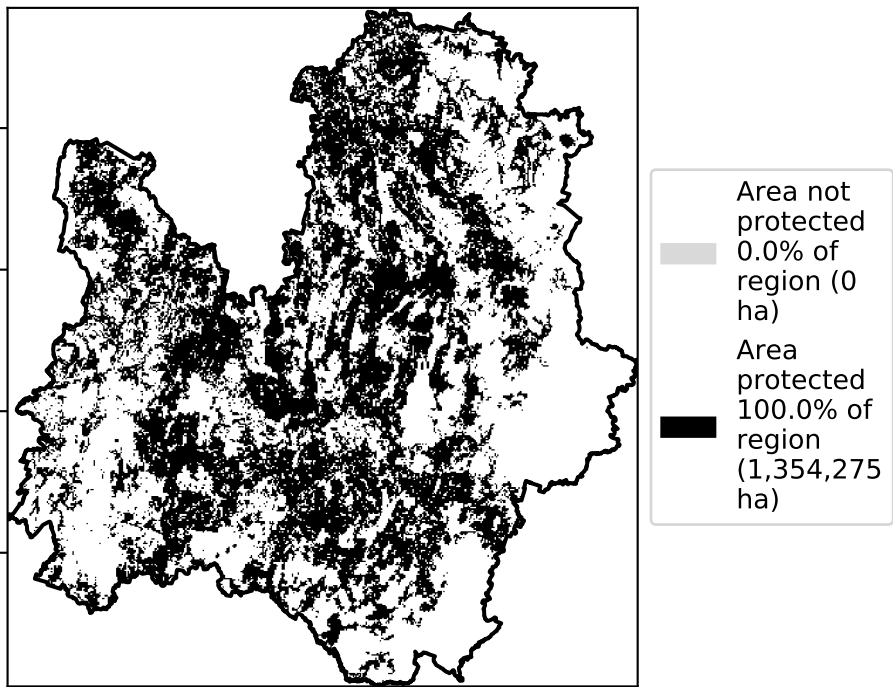 Area not
protected
0.0% of
region (0
ha)
Area
protected
100.0% of
region
(1,354,275
ha)